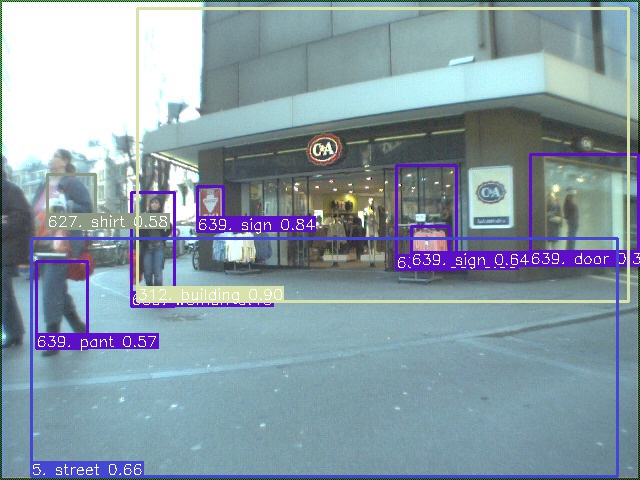 C&A
C&A
627. shirt 0.58
639. sign 0.84
639. sign 0.64
639. door 0.3
312. building 0.90
639. pant 0.57
5. street 0.66